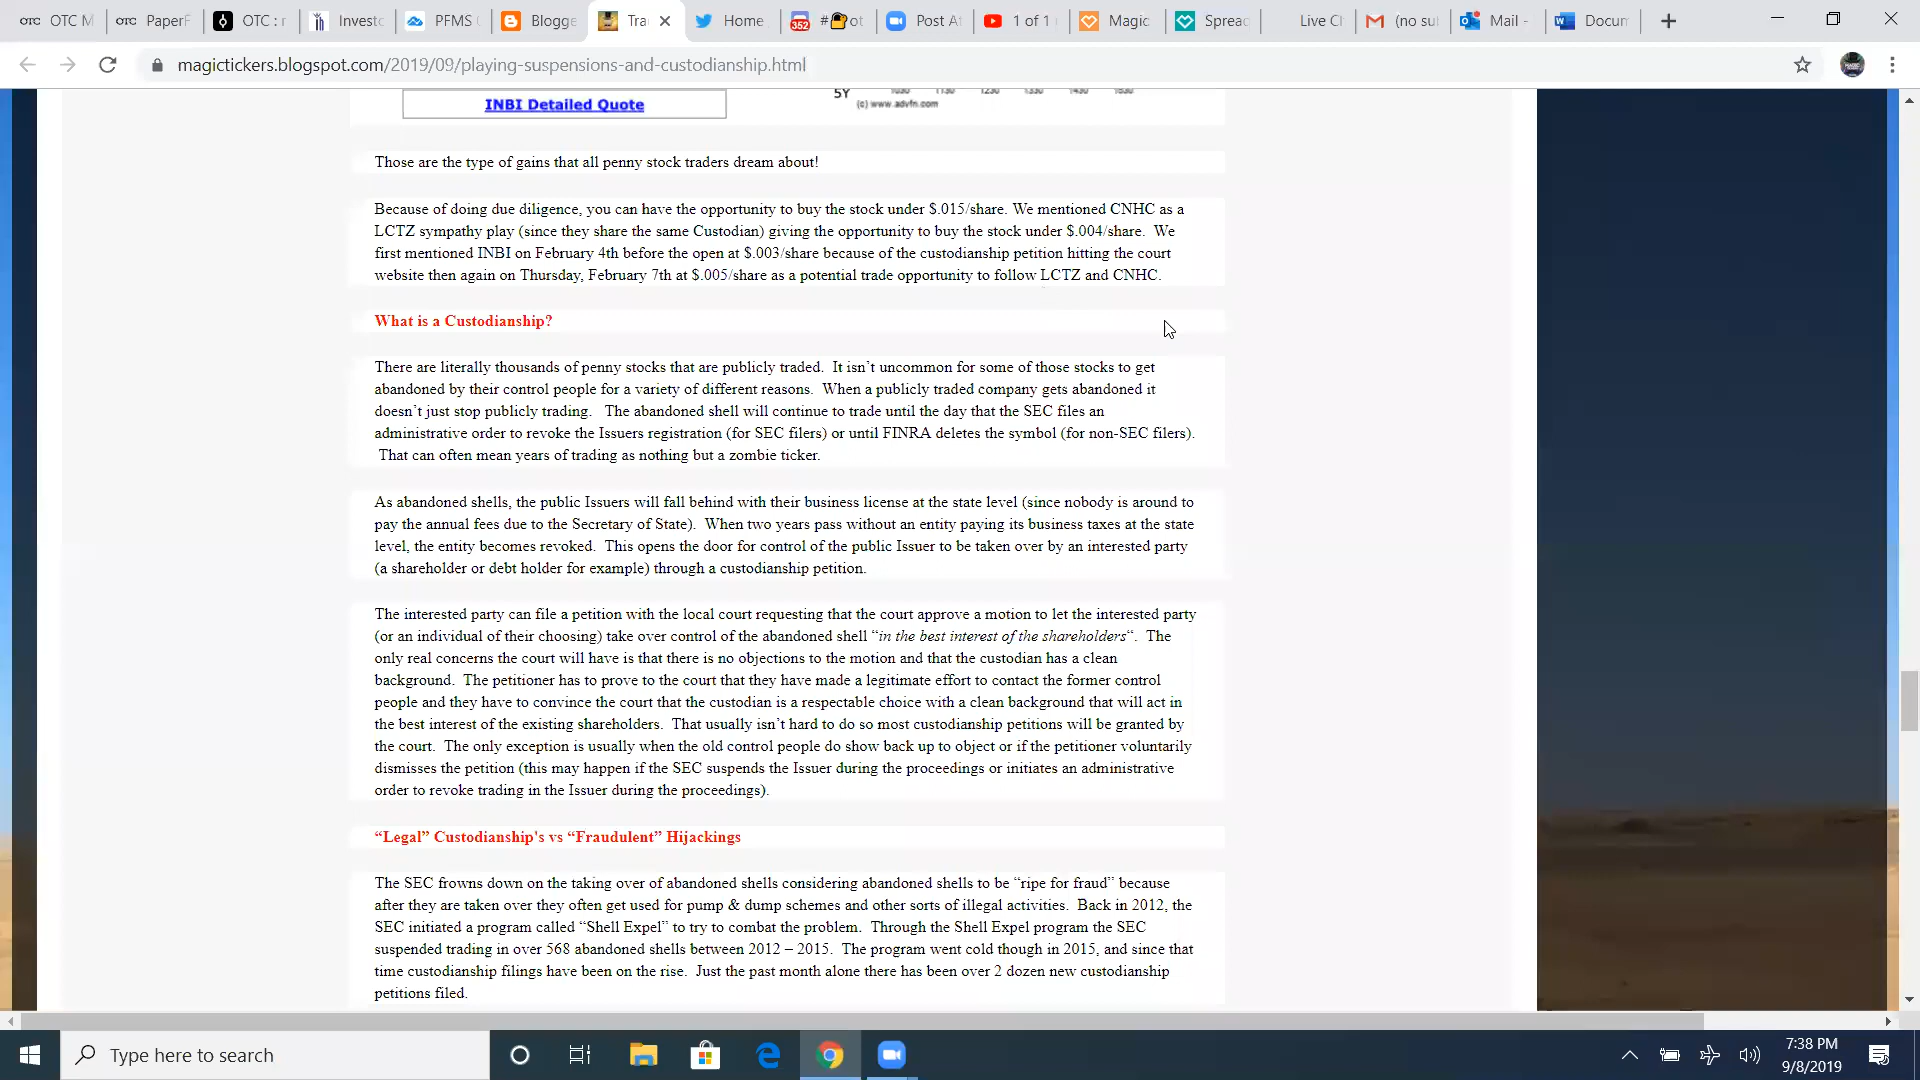 OTC M
PaperF
OTC : r
Investo
PFMS
Blogge
Tra
Home
#
ot
Post A
1 of 1
Magic
Sprea
Live C
(no su
Mail -
Docum
magictickers.blogspot.com/2019/09/playing-suspensions-and-custodianship.html
INBI Detailed Quote
5Y
1030 1130 1230 1330 1430 1530
(c) www.advfn.com
Those are the type of gains that all penny stock traders dream about!
Because of doing due diligence, you can have the opportunity to buy the stock under $.015/share. We mentioned CNHC as a
LCTZ sympathy play (since they share the same Custodian) giving the opportunity to buy the stock under $.004/share. We
first mentioned INBI on February 4th before the open at $.003/share because of the custodianship petition hitting the court
website then again on Thursday, February 7th at $.005/share as a potential trade opportunity to follow LCTZ and CNHC.
What is a Custodianship?
There are literally thousands of penny stocks that are publicly traded. It isn't uncommon for some of those stocks to get
abandoned by their control people for a variety of different reasons. When a publicly traded company gets abandoned it
doesn't just stop publicly trading. The abandoned shell will continue to trade until the day that the SEC files an
administrative order to revoke the Issuers registration (for SEC filers) or until FINRA deletes the symbol (for non-SEC filers).
That can often mean years of trading as nothing but a zombie ticker.
As abandoned shells, the public Issuers will fall behind with their business license at the state level (since nobody is around to
pay the annual fees due to the Secretary of State). When two years pass without an entity paying its business taxes at the state
level, the entity becomes revoked. This opens the door for control of the public Issuer to be taken over by an interested party
(a shareholder or debt holder for example) through a custodianship petition.
The interested party can file a petition with the local court requesting that the court approve a motion to let the interested party
(or an individual of their choosing) take over control of the abandoned shell “in the best interest of the shareholders“. The
only real concerns the court will have is that there is no objections to the motion and that the custodian has a clean
background. The petitioner has to prove to the court that they have made a legitimate effort to contact the former control
people and they have to convince the court that the custodian is a respectable choice with a clean background that will act in
the best interest of the existing shareholders. That usually isn't hard to do so most custodianship petitions will be granted by
the court. The only exception is usually when the old control people do show back up to object or if the petitioner voluntarily
dismisses the petition (this may happen if the SEC suspends the Issuer during the proceedings or initiates an administrative
order to revoke trading in the Issuer during the proceedings).
“Legal” Custodianship's vs “Fraudulent” Hijackings
The SEC frowns down on the taking over of abandoned shells considering abandoned shells to be “ripe for fraud” because
after they are taken over they often get used for pump & dump schemes and other sorts of illegal activities. Back in 2012, the
SEC initiated a program called “Shell Expel” to try to combat the problem. Through the Shell Expel program the SEC
suspended trading in over 568 abandoned shells between 2012 – 2015. The program went cold though in 2015, and since that
time custodianship filings have been on the rise. Just the past month alone there has been over 2 dozen new custodianship
petitions filed.
Type here to search
7:38 PM
9/8/2019